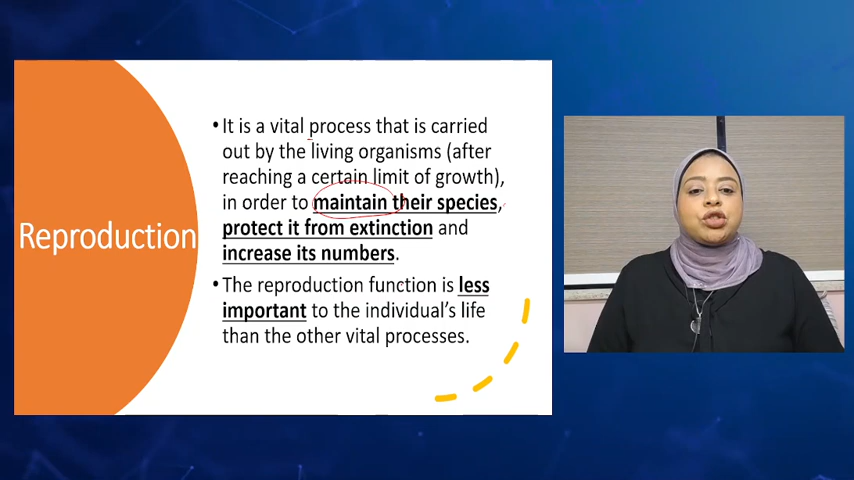 Reproduction
• It is a vital process that is carried
out by the living organisms (after
reaching a certain limit of growth),
in order to maintain their species,
protect it from extinction and
increase its numbers.
• The reproduction function is less
important to the individual's life
than the other vital processes.